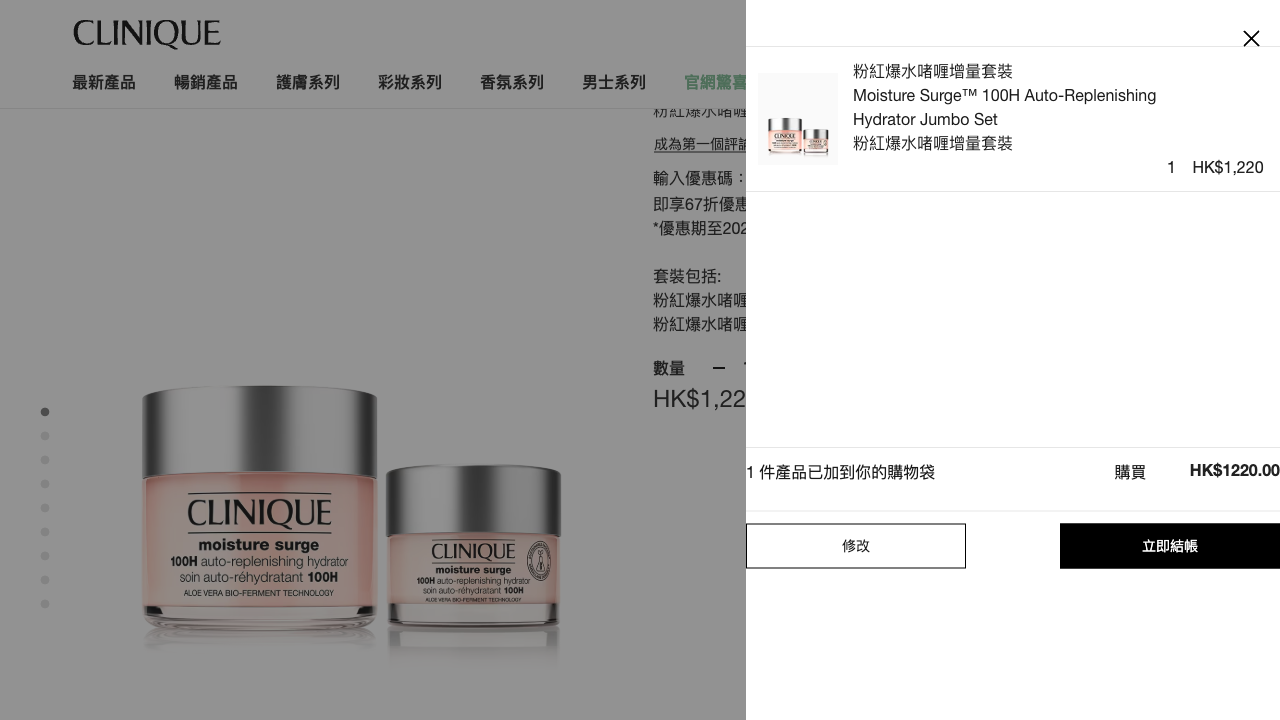 CLINIQUE
最新產品
暢銷產品
護膚系列
彩妝系列
香氛系列
男士系列
官網驚喜
粉紅爆水啫喱
成為第一個評論
輸入優惠碼：
即享67折優惠
*優惠期至202
套裝包括:
粉紅爆水啫喱
粉紅爆水啫喱
數量
HK$1,22
CLINIQUE
moisture surge
100H auto-replenishing hydrator
soin auto-réhydratant 100H
ALOE VERA BIO-FERMENT TECHNOLOGY
CLINIQUE
moisture surge
100H auto-replenishing hydrator
soin auto-réhydratant 100H
ALOE VERA BIO-FERMENT TECHNOLOGY
粉紅爆水啫喱增量套裝
Moisture Surge™ 100H Auto-Replenishing
Hydrator Jumbo Set
粉紅爆水啫喱增量套裝
1 HK$1,220
1 件產品已加到你的購物袋
購買 HK$1220.00
修改
立即結帳